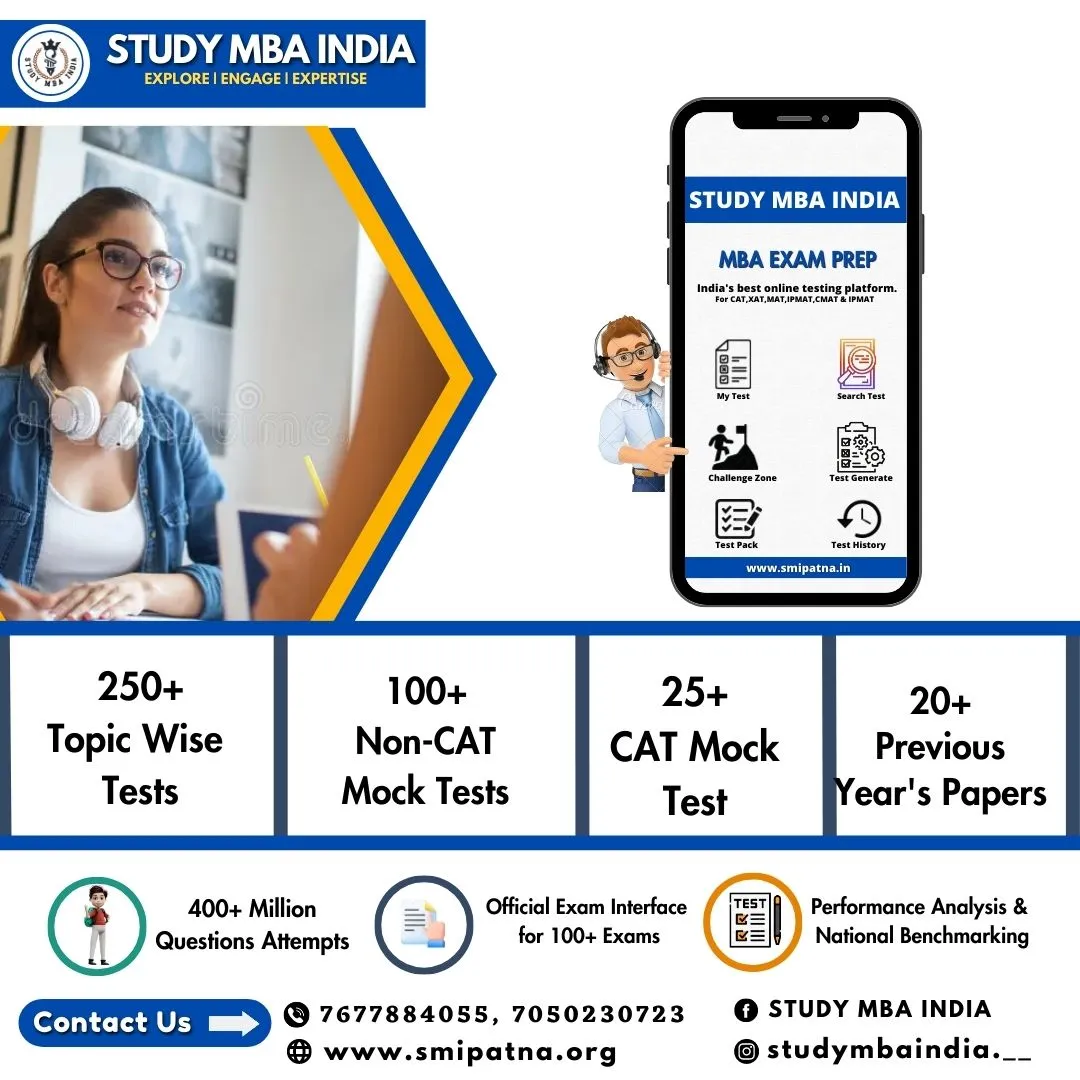 STUDY MBA INDIA
EXPLORE | ENGAGE | EXPERTISE
STUDY MBA INDIA
dreamstime
STUDY MBA INDIA
MBA EXAM PREP
India's best online testing platform.
For CAT,XAT,MAT,IPMAT,CMAT & IPMAT
My Test
Search Test
Challenge Zone
Test Generate
Test Pack
Test History
www.smipatna.in
250+
Topic Wise
Tests
100+
Non-CAT
Mock Tests
25+
CAT Mock
Test
20+
Previous
Year's Papers
400+ Million
Questions Attempts
Official Exam Interface
for 100+ Exams
TEST
Performance Analysis &
National Benchmarking
Contact Us
7677884055, 7050230723
www.smipatna.org
STUDY MBA INDIA
studymbaindia.__